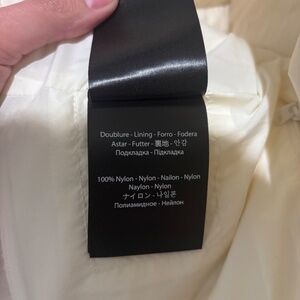 Doublure - Lining - Forro - Fodera
Astar - Futter - 裏地 - 안감
Подкладка - Підкладка
100% Nylon - Nylon - Nailon - Nylon
Naylon - Nylon
ナイロン - 나일론
Полиамидное - Нейлон